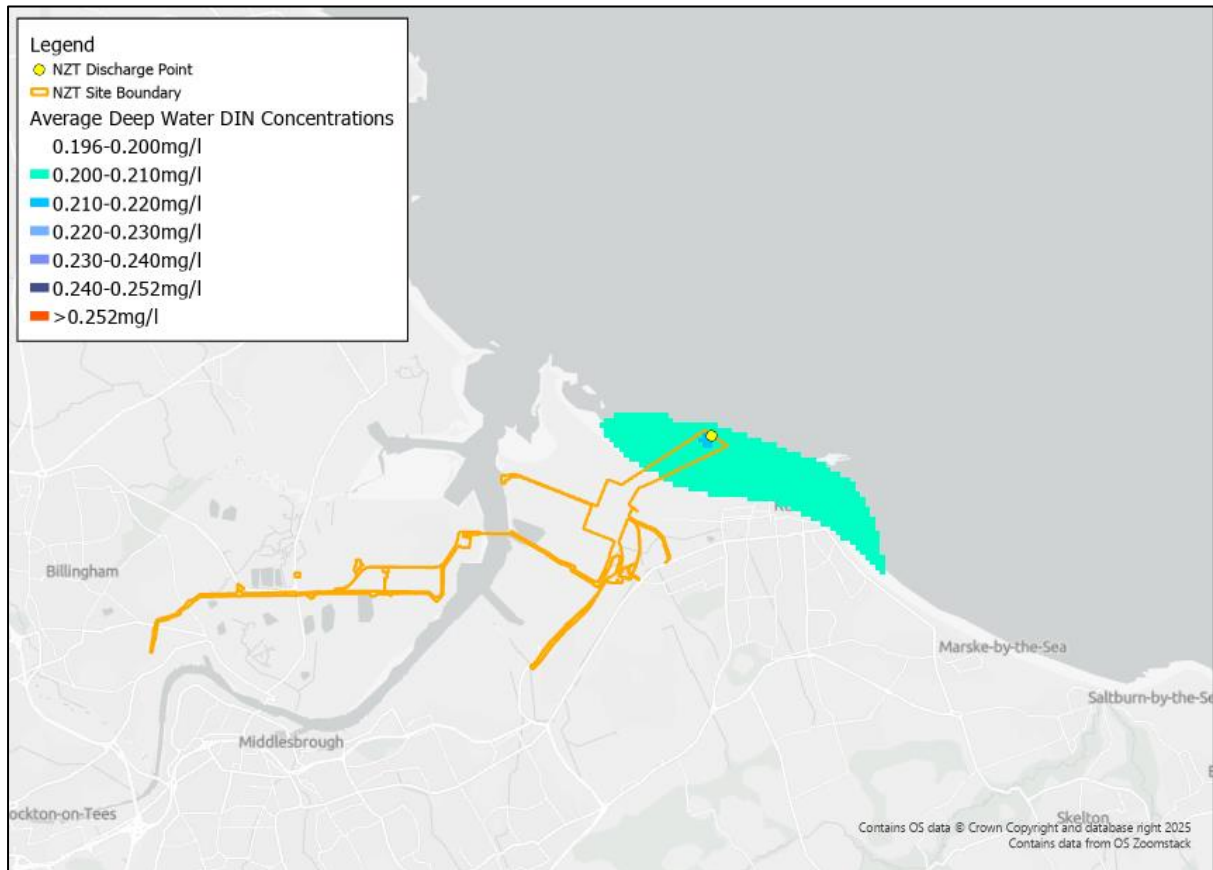 Legend
NZT Discharge Point
NZT Site Boundary
Average Deep Water DIN Concentrations
0.196-0.200mg/l
0.200-0.210mg/l
0.210-0.220mg/l
0.220-0.230mg/l
0.230-0.240mg/l
0.240-0.252mg/l
>0.252mg/l
Billingham
Marske-by-the-Sea
Saltburn-by-the-Se
Middlesbrough
ockton-on-Tees
Skelton
Contains OS data © Crown Copyright and database right 2025
Contains data from OS Zoomstack